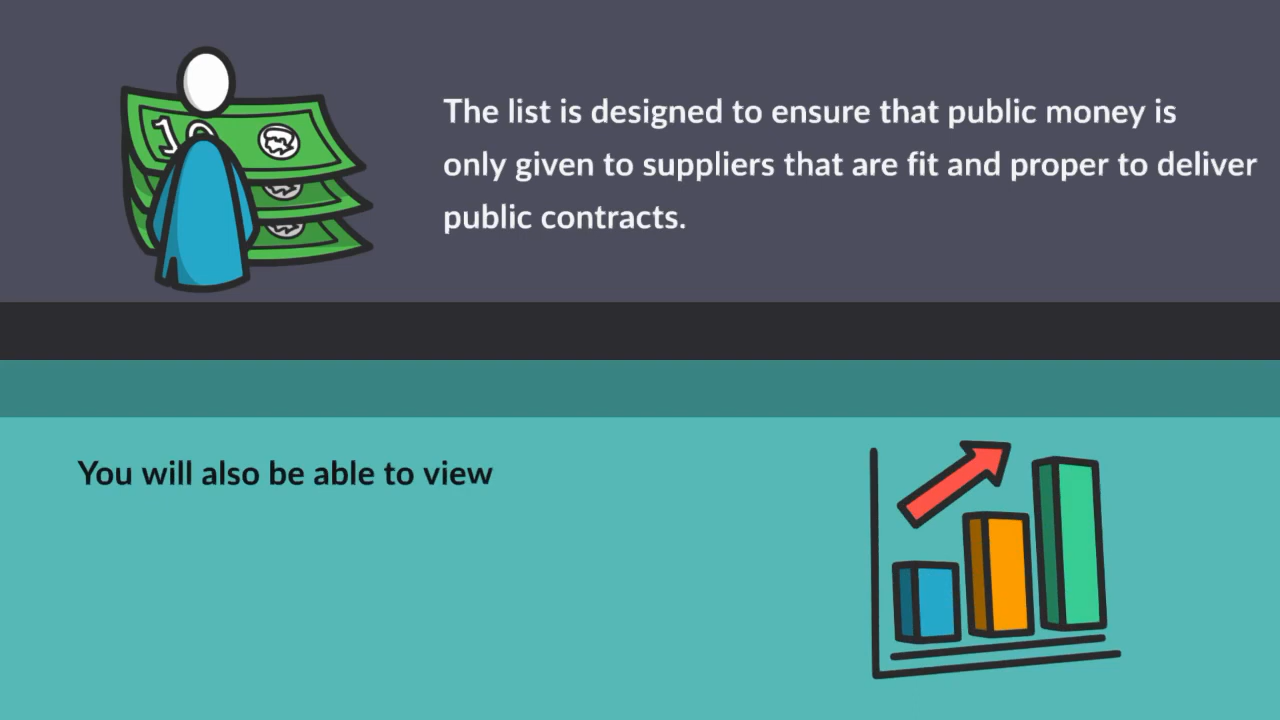 The list is designed to ensure that public money is
only given to suppliers that are fit and proper to deliver
public contracts.
10
You will also be able to view